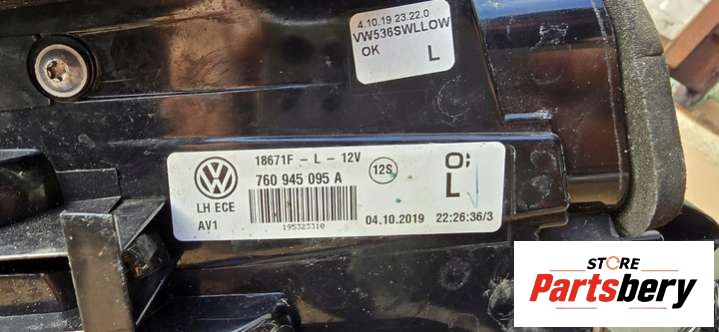 4.10.19 23.22.0
VW536SWLLOW
OK L
18671F - L - 12V
760 945 095 A
12S
LH ECE
AV1
195323310
04.10.2019
L
22:26:36/3
STORE
Partsbery